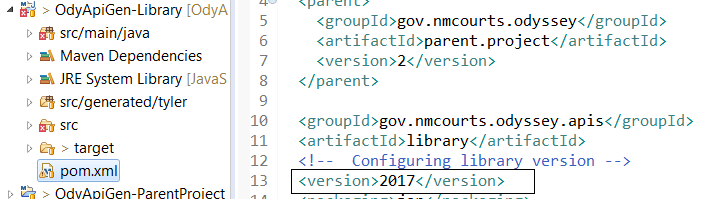 > OdyApiGen-Library [OdyA
src/main/java
Maven Dependencies
JRE System Library [JavaS
src/generated/tyler
src
> target
pom.xml
> OdyApiGen-ParentProject
4 <parent>
5 <groupId>gov.nmcourts.odyssey</groupId>
6 <artifactId>parent.project</artifactId>
7 <version>2</version>
8 </parent>
9
10 <groupId>gov.nmcourts.odyssey.apis</groupId>
11 <artifactId>library</artifactId>
12 <!--  Configuring library version -->
13 <version>2017</version>
<packaging>jar</packaging>